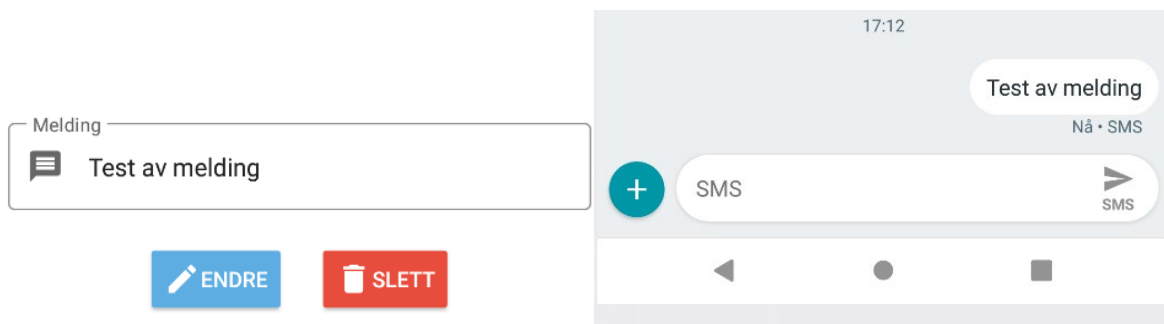 Melding
Test av melding
ENDRE
SLETT
17:12
Test av melding
Nå • SMS
SMS
SMS